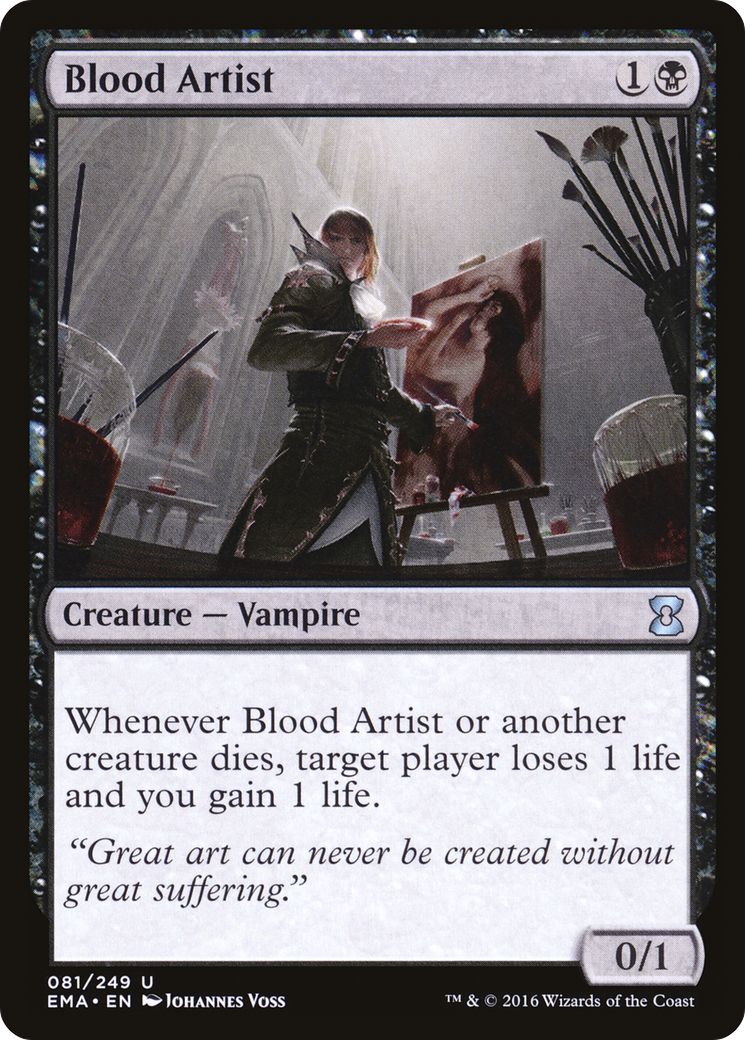 Blood Artist 1
Creature — Vampire
Whenever Blood Artist or another
creature dies, target player loses 1 life
and you gain 1 life.
“Great art can never be created without
great suffering.”
0/1
081/249 U
EMA • EN Johannes Voss
™ & © 2016 Wizards of the Coast